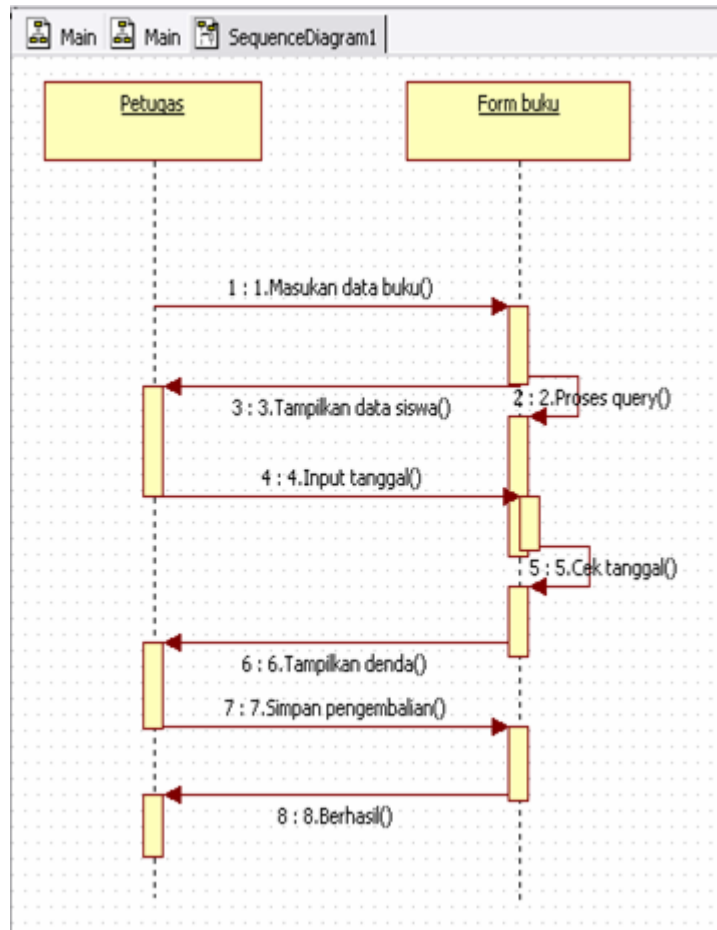 Main Main SequenceDiagram1
Petugas Form buku
1 : 1.Masukan data buku()
2 : 2.Proses query()
3 : 3.Tampilkan data siswa()
4 : 4.Input tanggal()
5 : 5.Cek tanggal()
6 : 6.Tampilkan denda()
7 : 7.Simpan pengembalian()
8 : 8.Berhasil()